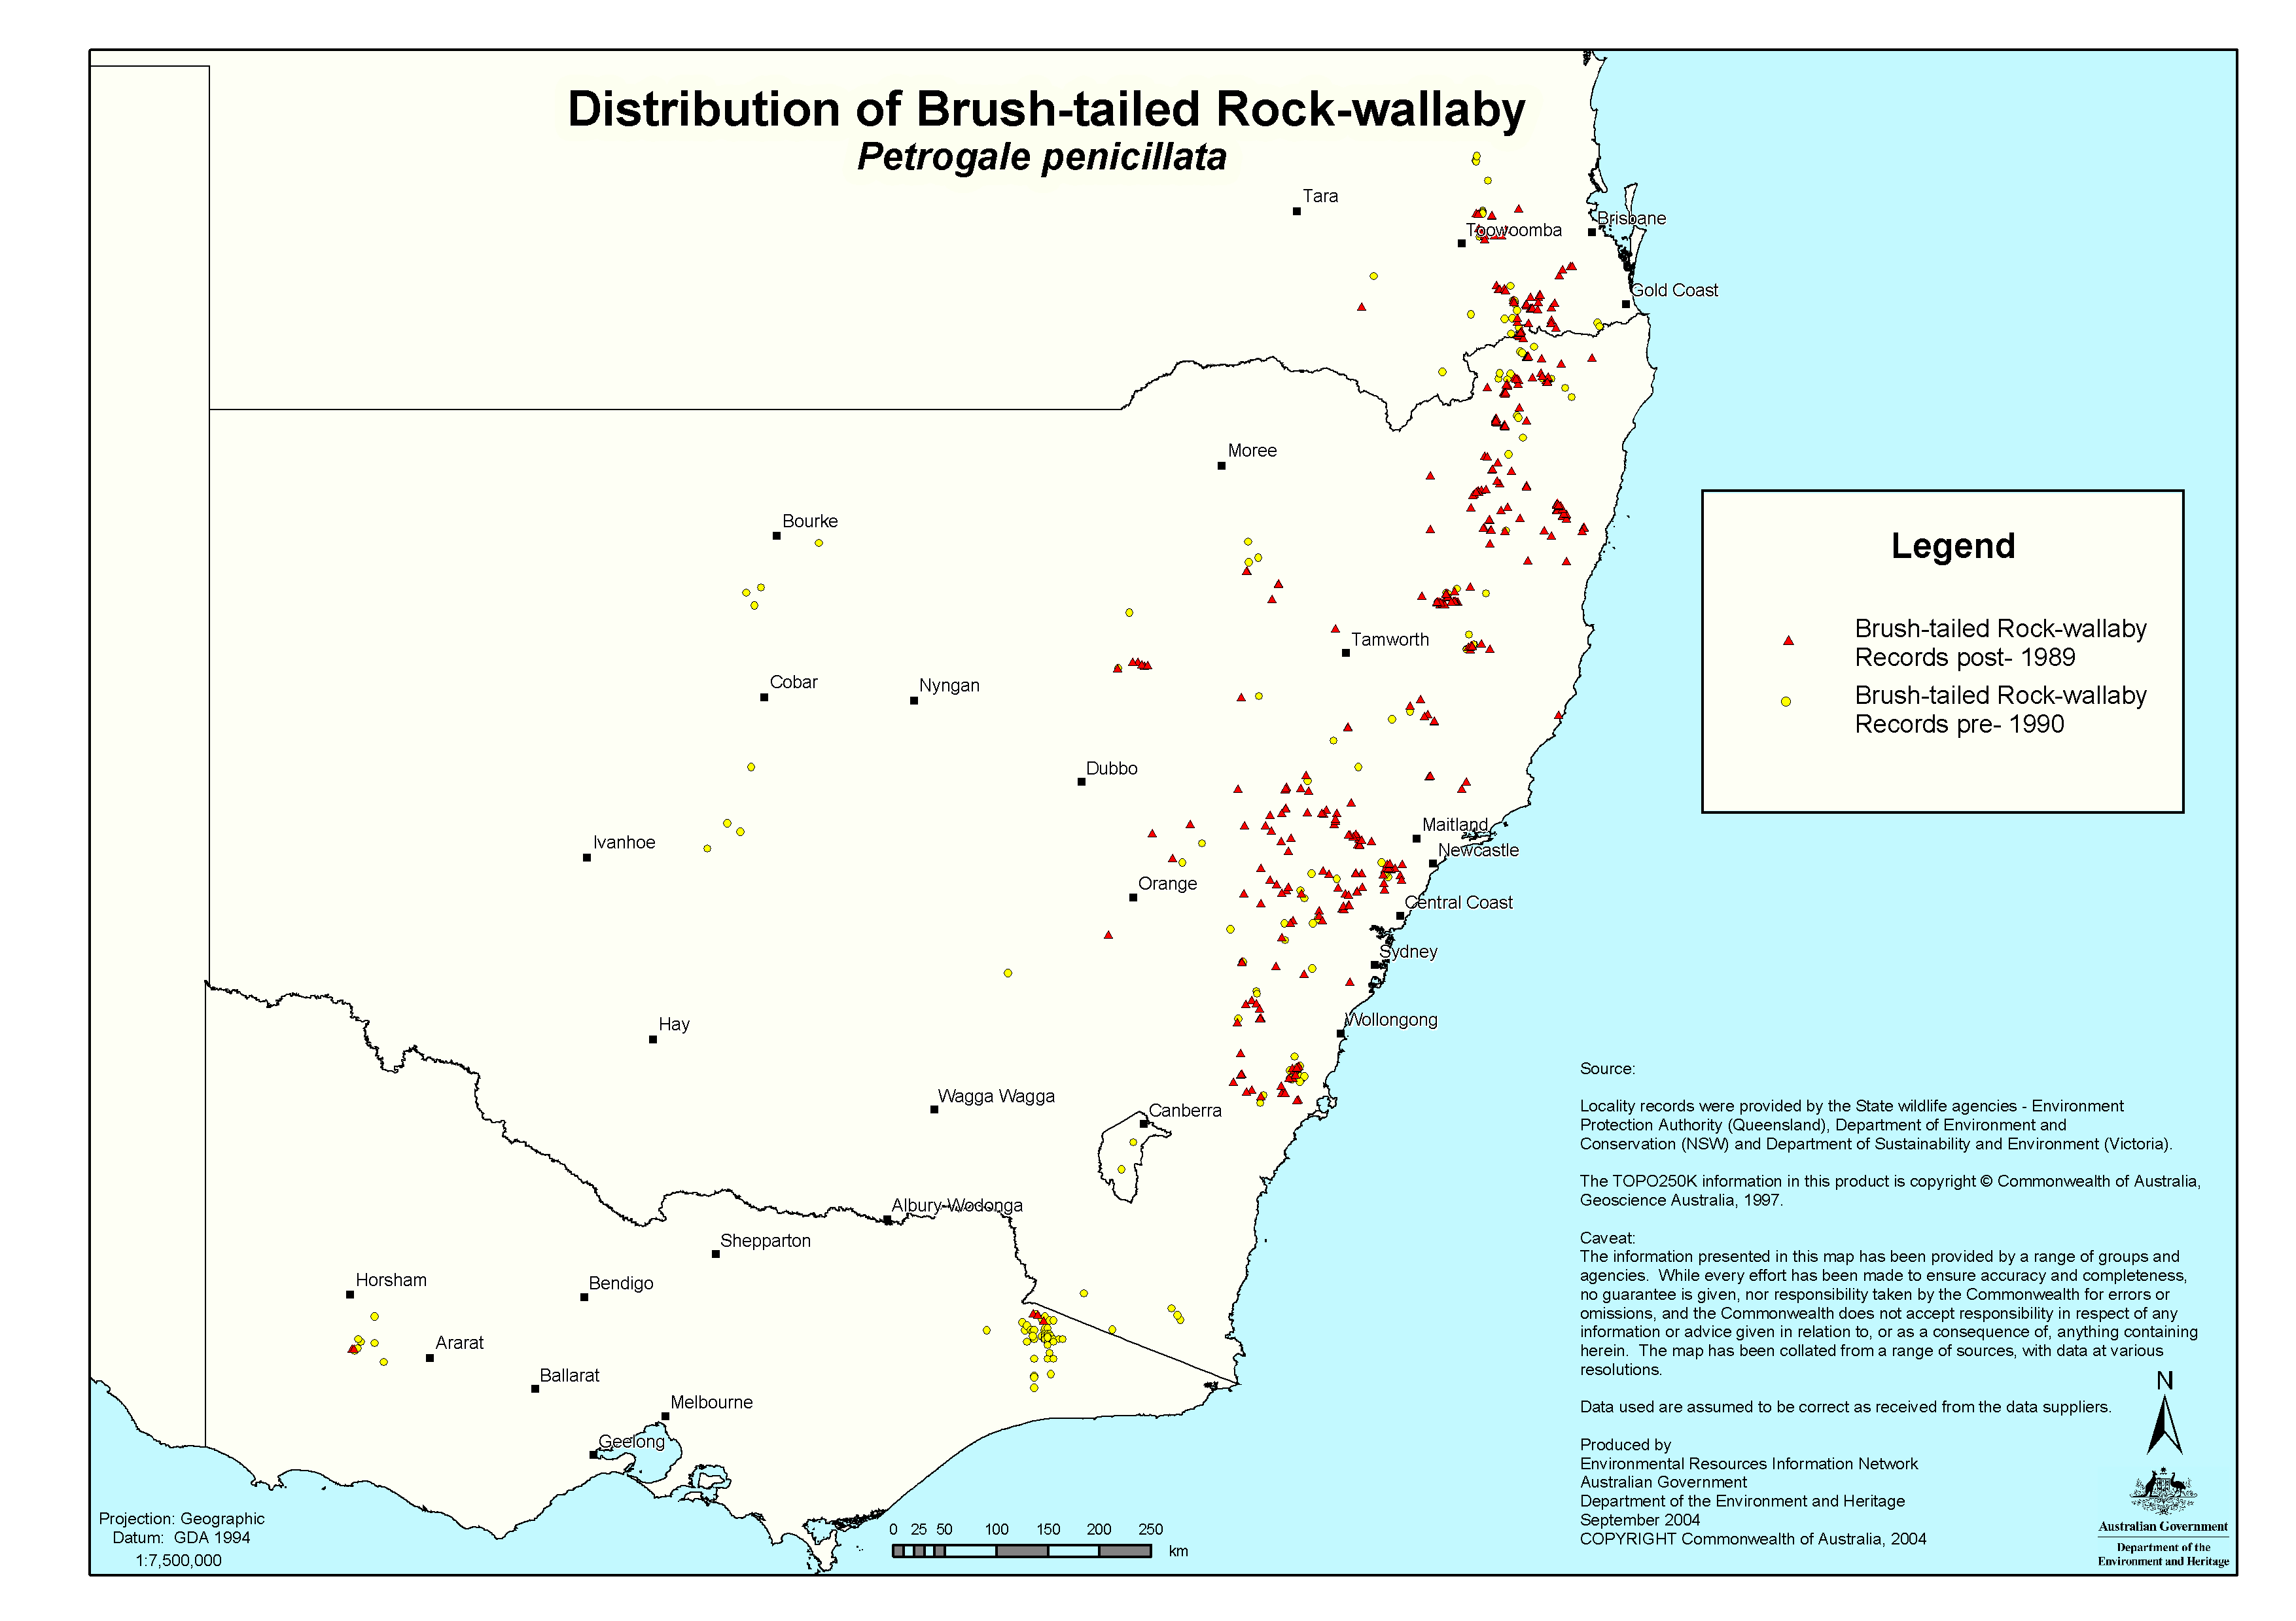 Distribution of Brush-tailed Rock-wallaby
Petrogale penicillata
Tara
Brisbane
Toowoomba
Gold Coast
Moree
Bourke
Tamworth
Cobar
Nyngan
Dubbo
Maitland
Ivanhoe
Newcastle
Orange
Central Coast
Sydney
Hay
Wollongong
Wagga Wagga
Canberra
Albury-Wodonga
Shepparton
Horsham
Bendigo
Ararat
Ballarat
Melbourne
Geelong
Legend
Brush-tailed Rock-wallaby
Records post- 1989
Brush-tailed Rock-wallaby
Records pre- 1990
Source:
Locality records were provided by the State wildlife agencies - Environment
Protection Authority (Queensland), Department of Environment and
Conservation (NSW) and Department of Sustainability and Environment (Victoria).
The TOPO250K information in this product is copyright © Commonwealth of Australia,
Geoscience Australia, 1997.
Caveat:
The information presented in this map has been provided by a range of groups and
agencies. While every effort has been made to ensure accuracy and completeness,
no guarantee is given, nor responsibility taken by the Commonwealth for errors or
omissions, and the Commonwealth does not accept responsibility in respect of any
information or advice given in relation to, or as a consequence of, anything containing
herein. The map has been collated from a range of sources, with data at various
resolutions.
Data used are assumed to be correct as received from the data suppliers.
Produced by
Environmental Resources Information Network
Australian Government
Department of the Environment and Heritage
September 2004
COPYRIGHT Commonwealth of Australia, 2004
N
Australian Government
Department of the
Environment and Heritage
Projection: Geographic
Datum: GDA 1994
1:7,500,000
0 25 50 100 150 200 250
km